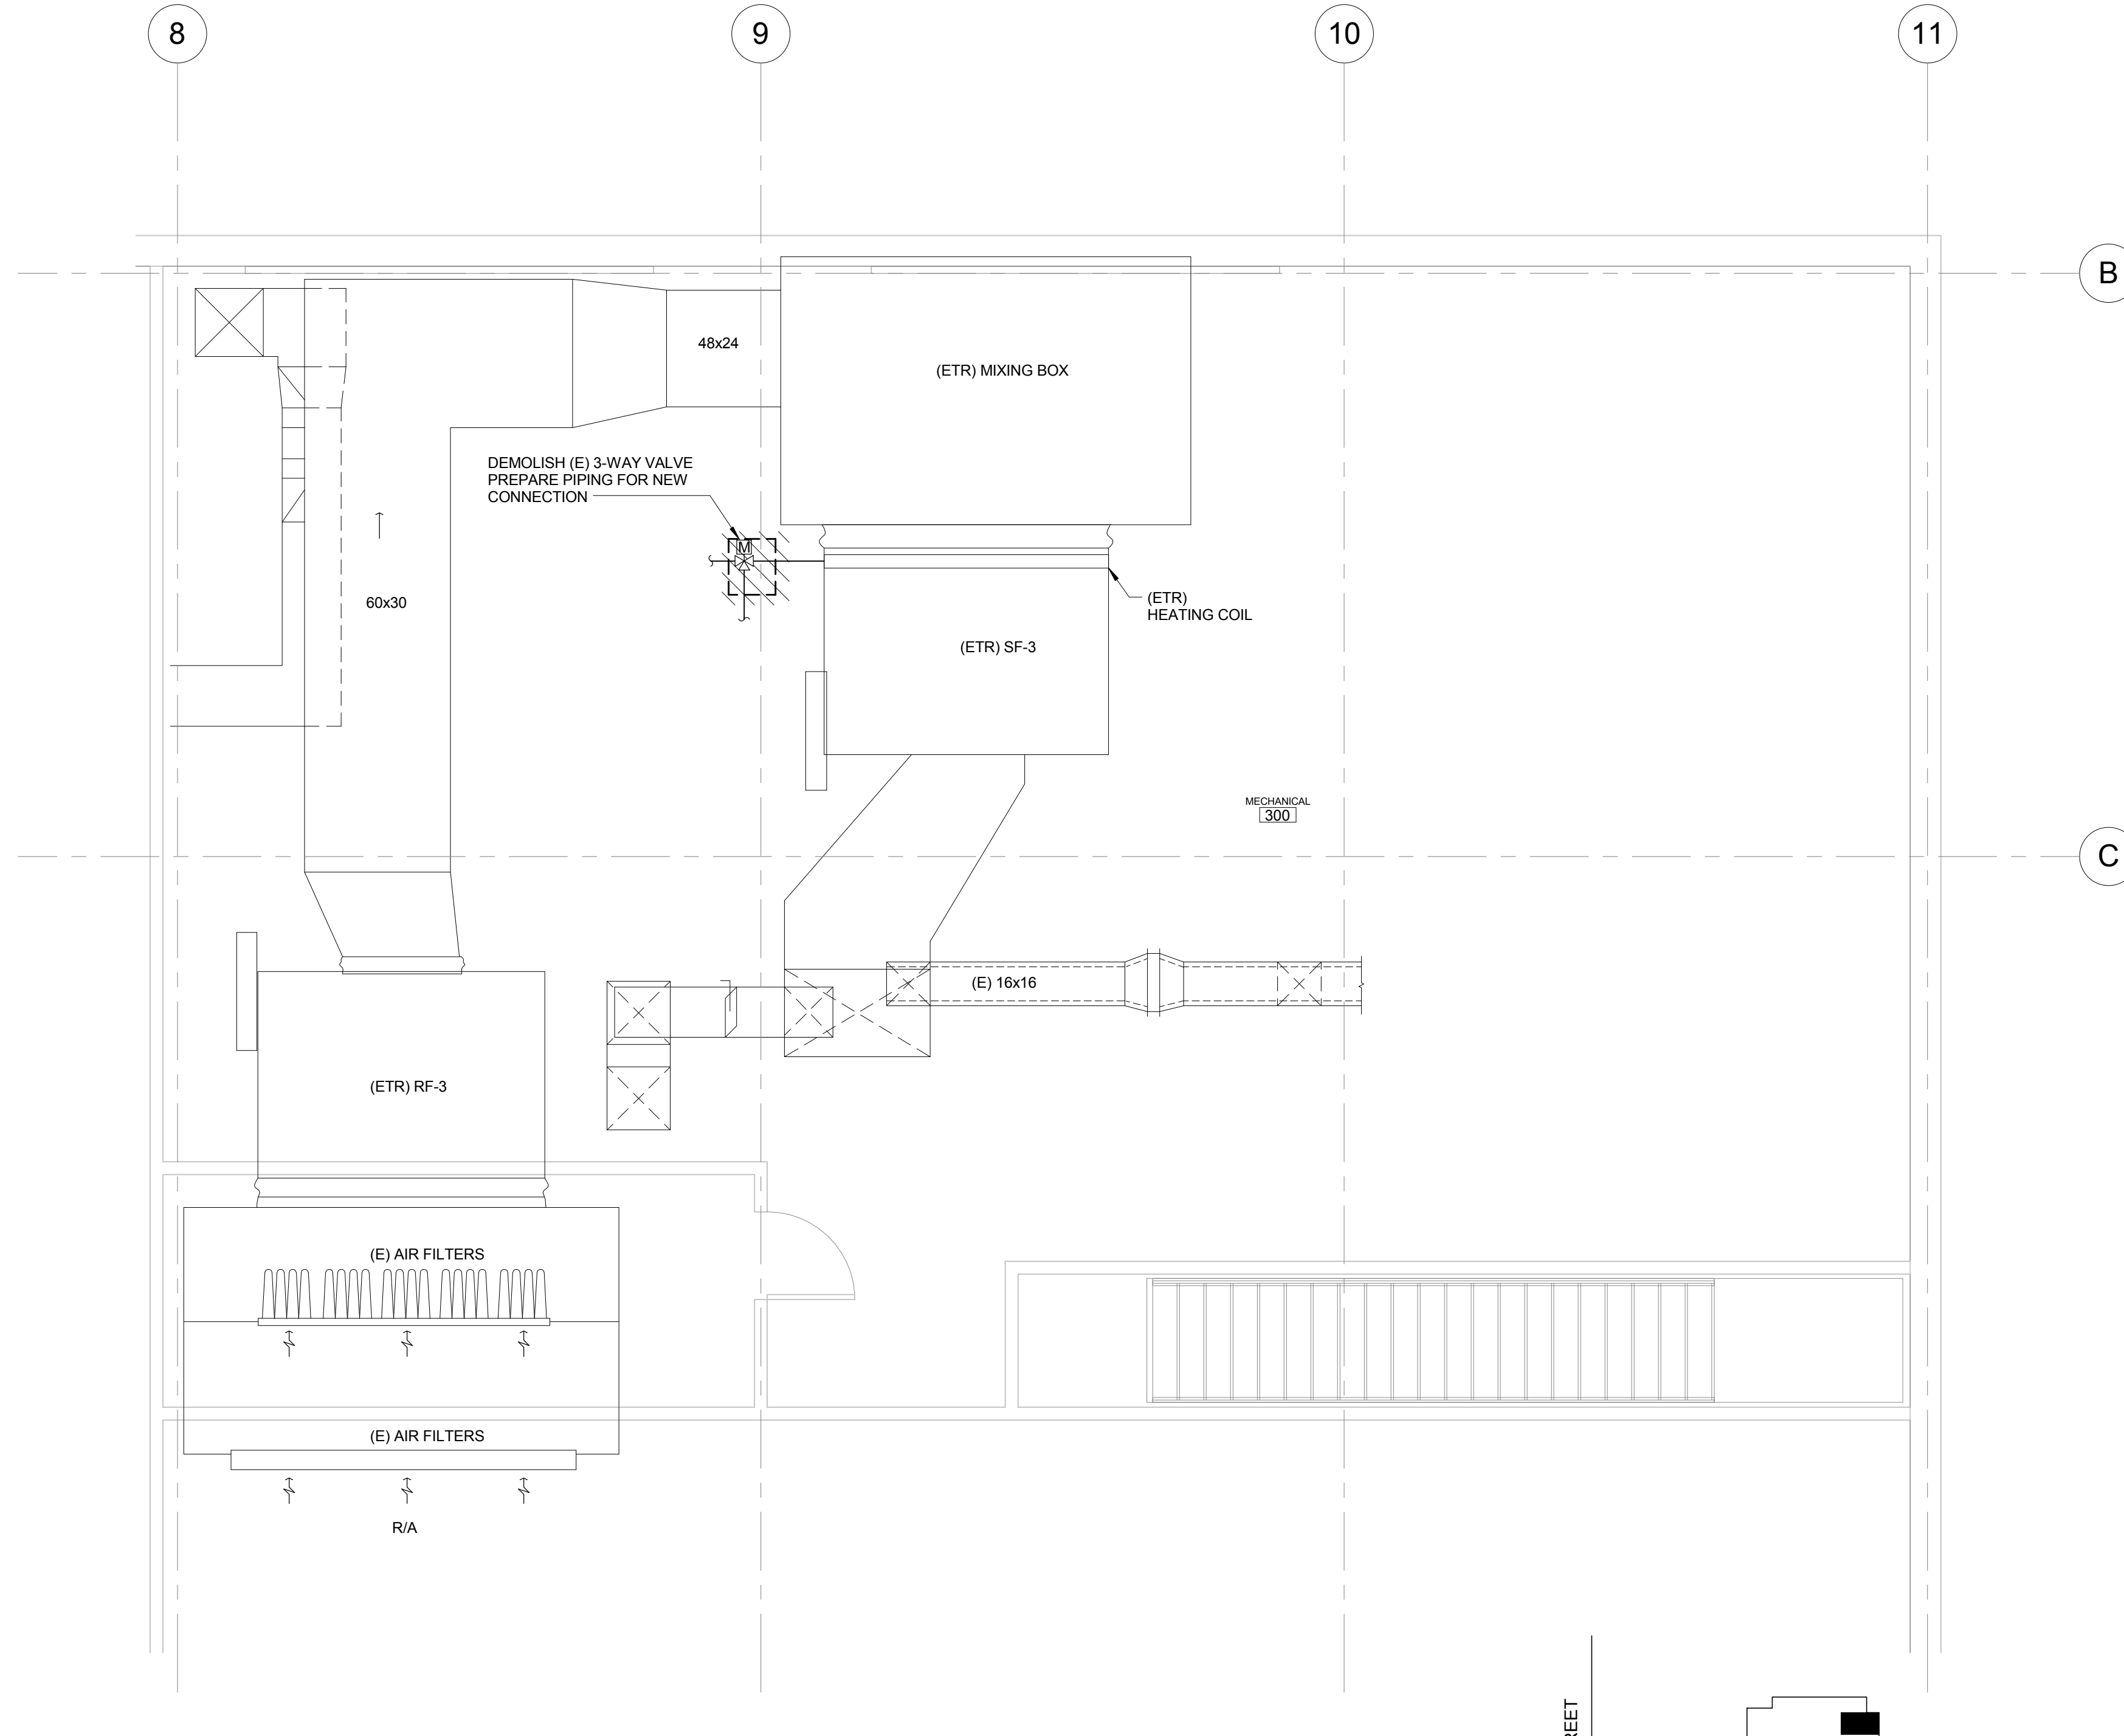 8
9
10
11
B
48x24
(ETR) MIXING BOX
DEMOLISH (E) 3-WAY VALVE
PREPARE PIPING FOR NEW
CONNECTION
M
60x30
(ETR)
HEATING COIL
(ETR) SF-3
MECHANICAL
300
C
(E) 16x16
(ETR) RF-3
(E) AIR FILTERS
(E) AIR FILTERS
R/A